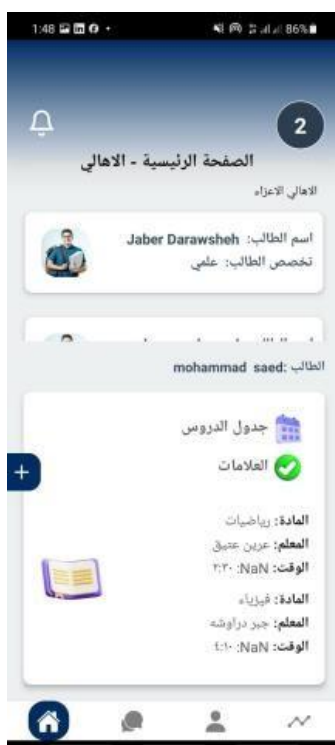 1:48
86%
2
الصفحة الرئيسية - الاهالي
الاهالي الاعزاء
اسم الطالب: Jaber Darawsheh
تخصص الطالب: علمي
الطالب: mohammad saed
جدول الدروس
العلامات
المادة: رياضيات
المعلم: عرين عتيق
الوقت: NaN: ٢:٣٠
المادة: فيزياء
المعلم: جبر دراوشه
الوقت: NaN: ٤:١٠